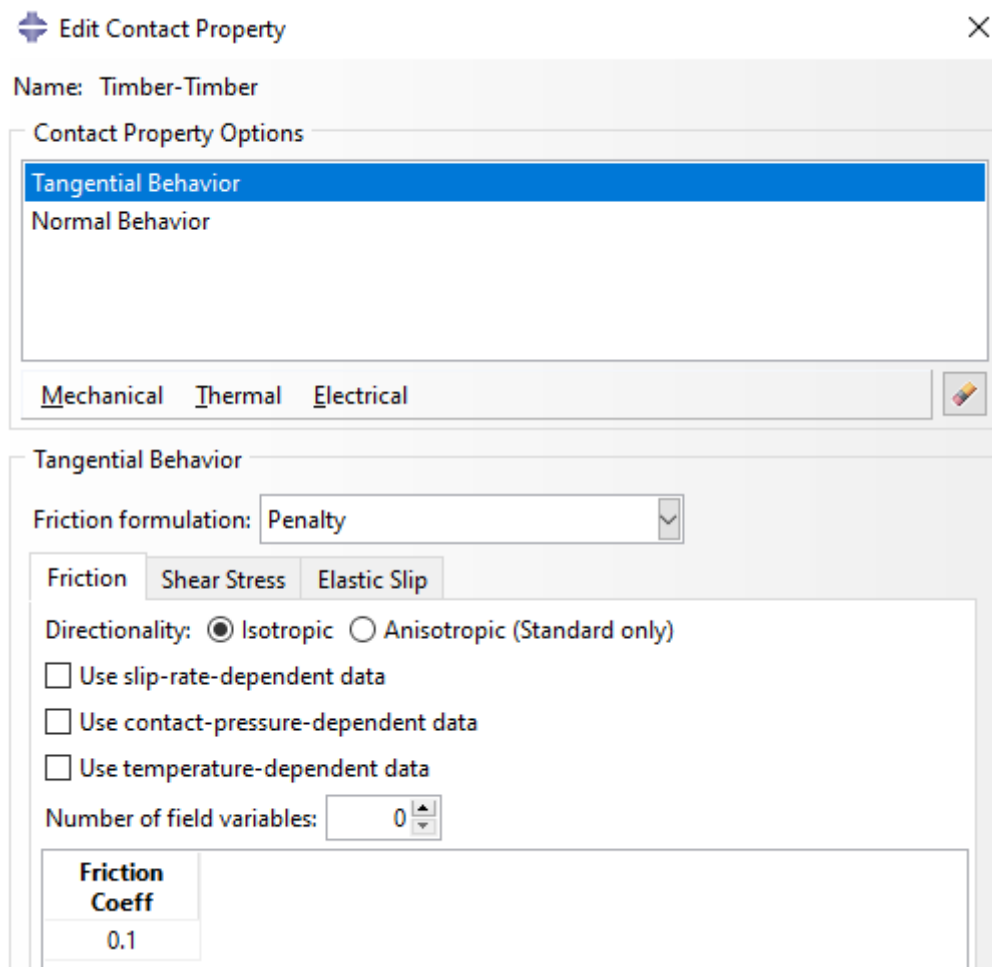 Edit Contact Property
Name: Timber-Timber
Contact Property Options
Tangential Behavior
Normal Behavior
Mechanical Thermal Electrical
Tangential Behavior
Friction formulation: Penalty
Friction Shear Stress Elastic Slip
Directionality: Isotropic Anisotropic (Standard only)
Use slip-rate-dependent data
Use contact-pressure-dependent data
Use temperature-dependent data
Number of field variables: 0
Friction
Coeff
0.1